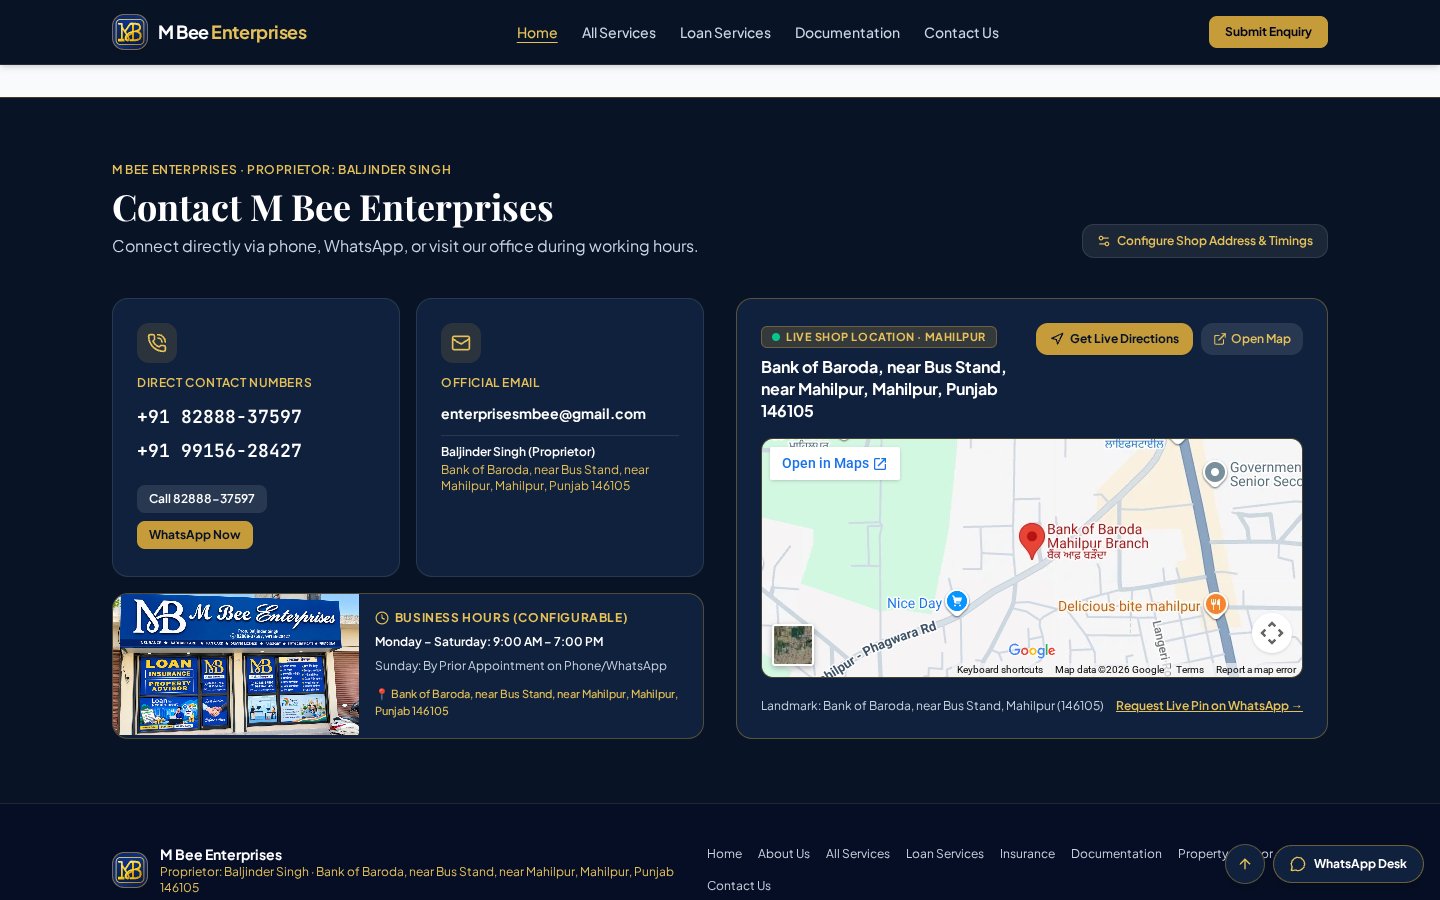 M Bee Enterprises
Home
All Services
Loan Services
Documentation
Contact Us
Submit Enquiry
M BEE ENTERPRISES · PROPRIETOR: BALJINDER SINGH
Contact M Bee Enterprises
Connect directly via phone, WhatsApp, or visit our office during working hours.
Configure Shop Address & Timings
DIRECT CONTACT NUMBERS
+91 82888-37597
+91 99156-28427
Call 82888-37597
WhatsApp Now
OFFICIAL EMAIL
enterprisesmbee@gmail.com
Baljinder Singh (Proprietor)
Bank of Baroda, near Bus Stand, near
Mahilpur, Mahilpur, Punjab 146105
MB M Bee Enterprises
LOAN
INSURANCE
PROPERTY
ADVISOR
BUSINESS HOURS (CONFIGURABLE)
Monday – Saturday: 9:00 AM – 7:00 PM
Sunday: By Prior Appointment on Phone/WhatsApp
📍 Bank of Baroda, near Bus Stand, near Mahilpur, Mahilpur,
Punjab 146105
LIVE SHOP LOCATION · MAHILPUR
Get Live Directions
Open Map
Bank of Baroda, near Bus Stand,
near Mahilpur, Mahilpur, Punjab
146105
Open in Maps
Bank of Baroda
Mahilpur Branch
ਬੈਂਕ ਆਫ਼ ਬੜੌਦਾ
Nice Day
Delicious bite mahilpur
hilpur - Phagwara Rd
Langeri
Governmen
Senior Seco
Google
Keyboard shortcuts
Map data ©2026 Google
Terms
Report a map error
Landmark: Bank of Baroda, near Bus Stand, Mahilpur (146105)
Request Live Pin on WhatsApp →
M Bee Enterprises
Proprietor: Baljinder Singh · Bank of Baroda, near Bus Stand, near Mahilpur, Mahilpur, Punjab
146105
Home
About Us
All Services
Loan Services
Insurance
Documentation
Property
Contact Us
WhatsApp Desk